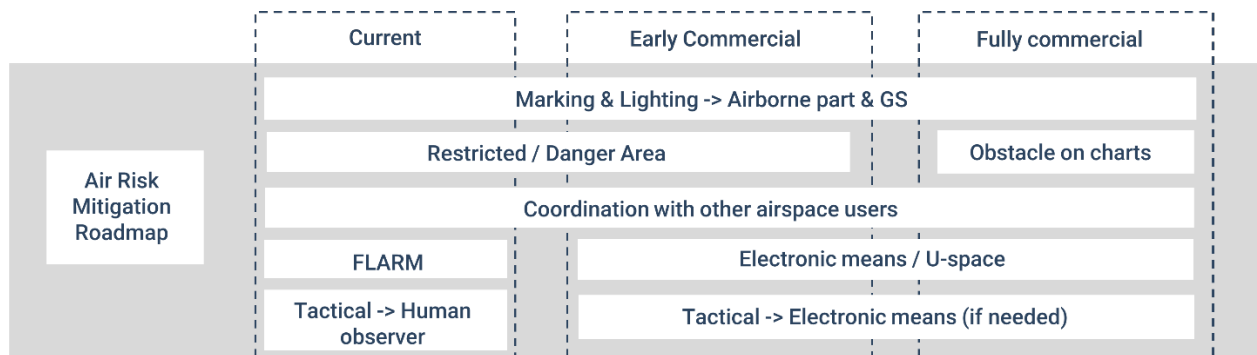 Current
Early Commercial
Fully commercial
Air Risk
Mitigation
Roadmap
Marking & Lighting -> Airborne part & GS
Restricted / Danger Area
Obstacle on charts
Coordination with other airspace users
FLARM
Electronic means / U-space
Tactical -> Human
observer
Tactical -> Electronic means (if needed)